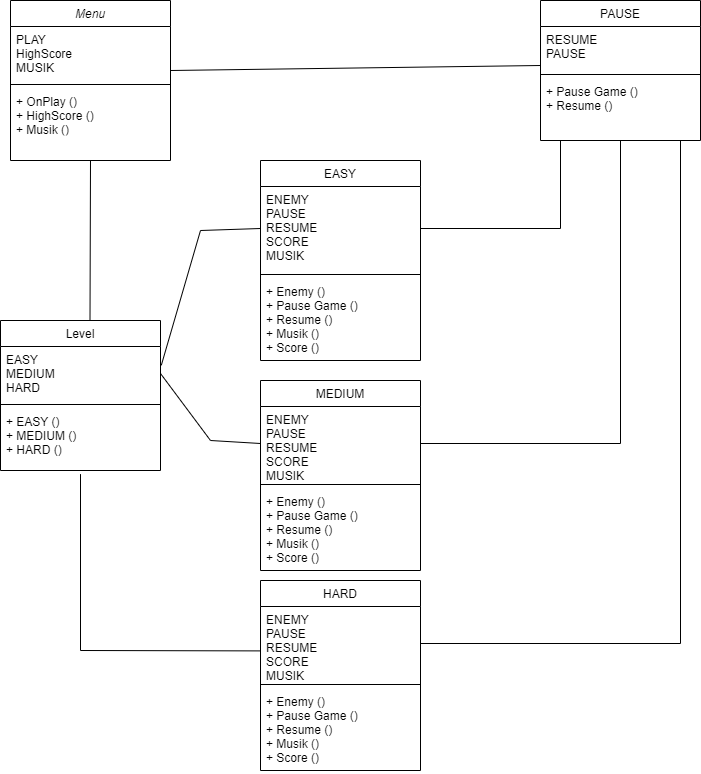 Menu
PLAY
HighScore
MUSIK
+ OnPlay ()
+ HighScore ()
+ Musik ()
PAUSE
RESUME
PAUSE
+ Pause Game ()
+ Resume ()
EASY
ENEMY
PAUSE
RESUME
SCORE
MUSIK
+ Enemy ()
+ Pause Game ()
+ Resume ()
+ Musik ()
+ Score ()
Level
EASY
MEDIUM
HARD
+ EASY ()
+ MEDIUM ()
+ HARD ()
MEDIUM
ENEMY
PAUSE
RESUME
SCORE
MUSIK
+ Enemy ()
+ Pause Game ()
+ Resume ()
+ Musik ()
+ Score ()
HARD
ENEMY
PAUSE
RESUME
SCORE
MUSIK
+ Enemy ()
+ Pause Game ()
+ Resume ()
+ Musik ()
+ Score ()